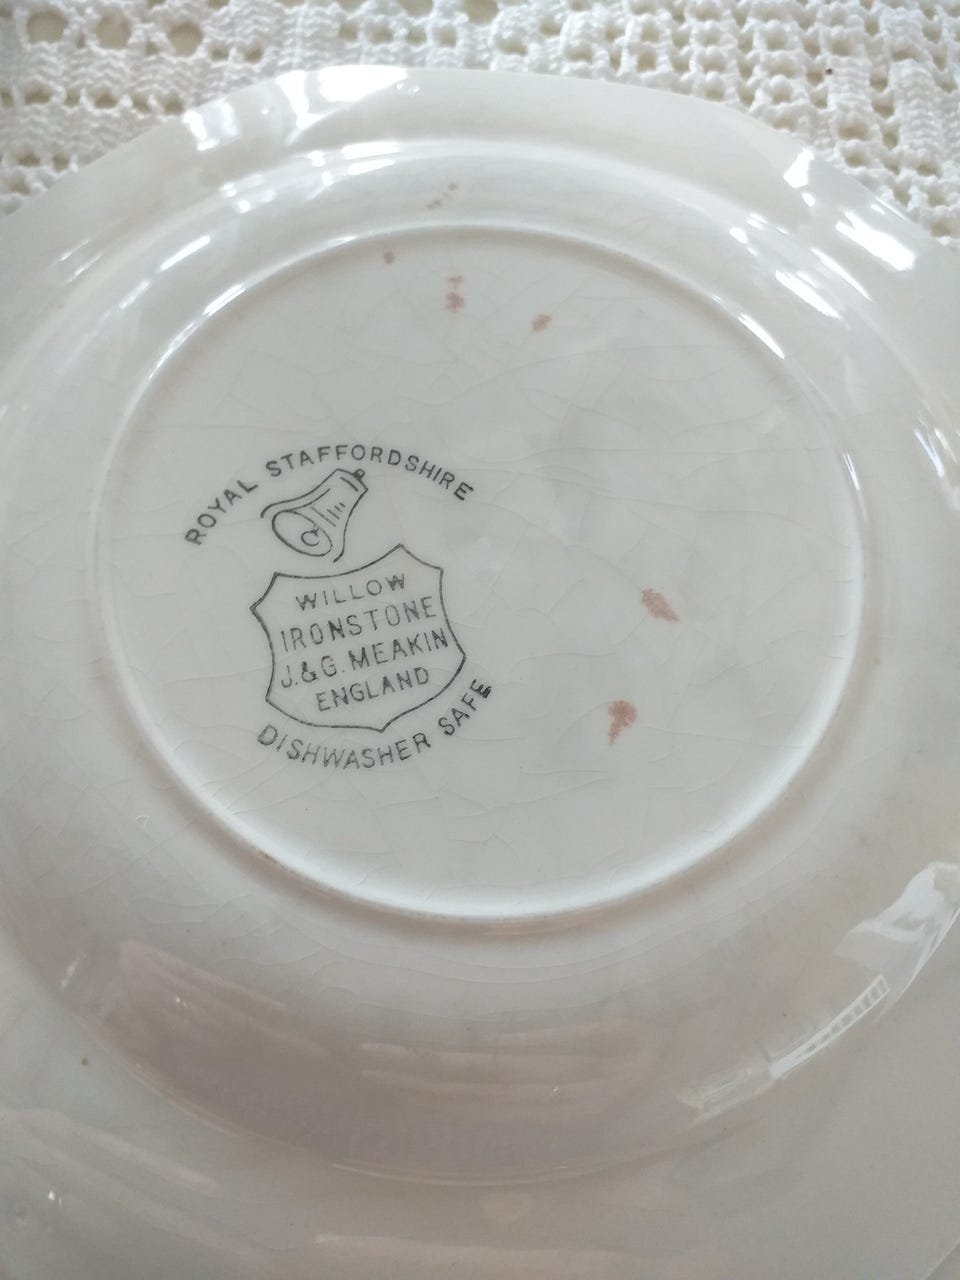 ROYAL STAFFORDSHIRE
WILLOW
IRONSTONE
J.&G. MEAKIN
ENGLAND
DISHWASHER SAFE